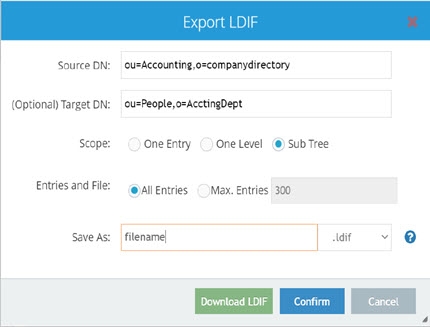 Export LDIF
Source DN: ou=Accounting,o=companydirectory
(Optional) Target DN: ou=People,o=AcctingDept
Scope: One Entry One Level Sub Tree
Entries and File: All Entries Max. Entries 300
Save As: filename .ldif ?
Download LDIF Confirm Cancel